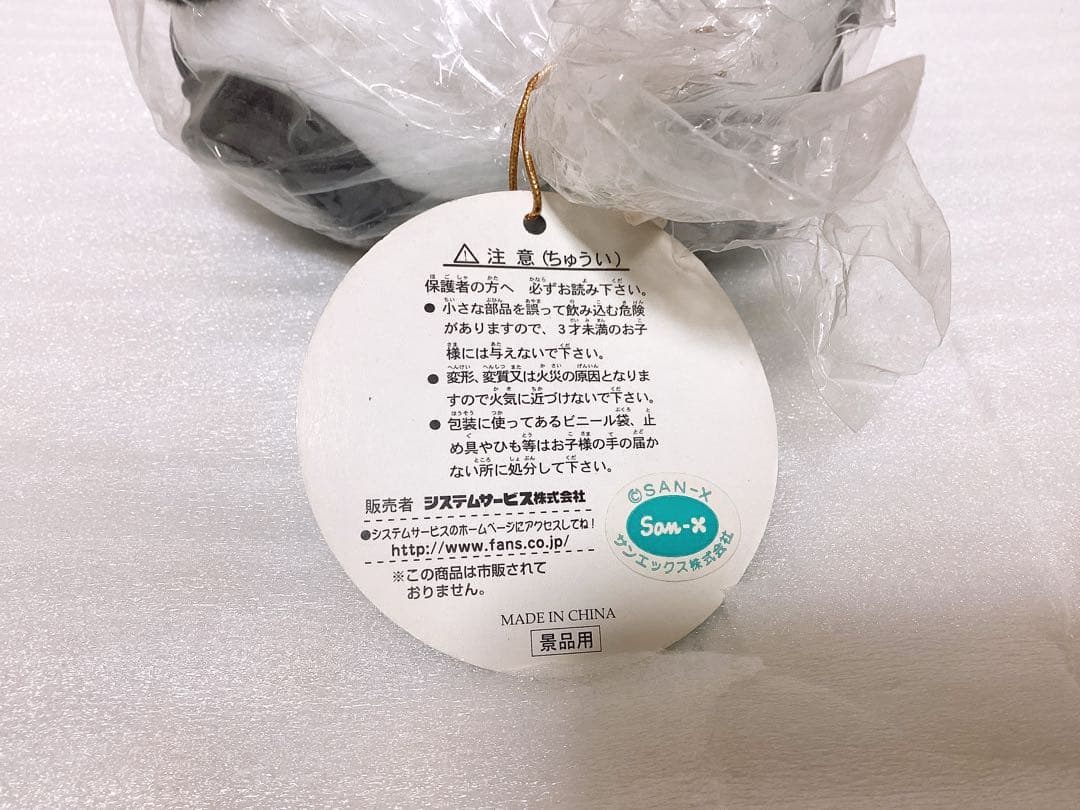 注意(ちゅうい)
保護者の方へ 必ずお読み下さい。
● 小さな部品を誤って飲み込む危険
がありますので、3才未満のお子
様には与えないで下さい。
● 変形、変質又は火災の原因となりま
すので火気に近づけないで下さい。
● 包装に使ってあるビニール袋、止
め具やひも等はお子様の手の届か
ない所に処分して下さい。
販売者 システムサービス株式会社
●システムサービスのホームページにアクセスしてね!
http://www.fans.co.jp/
※この商品は市販されて
おりません。
©SAN-X
San-X
サンエックス株式会社
MADE IN CHINA
景品用